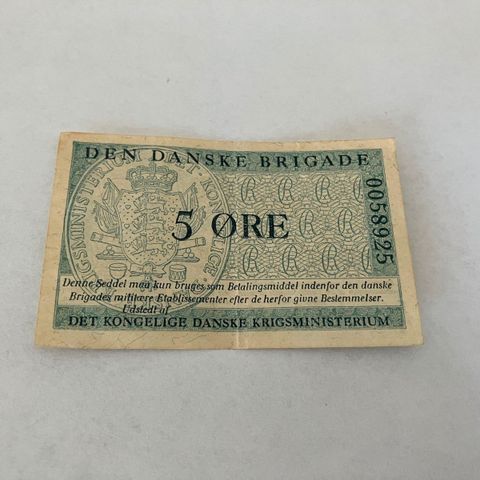 DEN DANSKE BRIGADE
0058925
5 ØRE
Denne Seddel maa kun bruges som Betalingsmiddel indenfor den danske
Brigades militære Etablissementer efter de herfor givne Bestemmelser.
Udstedt af
DET KONGELIGE DANSKE KRIGSMINISTERIUM